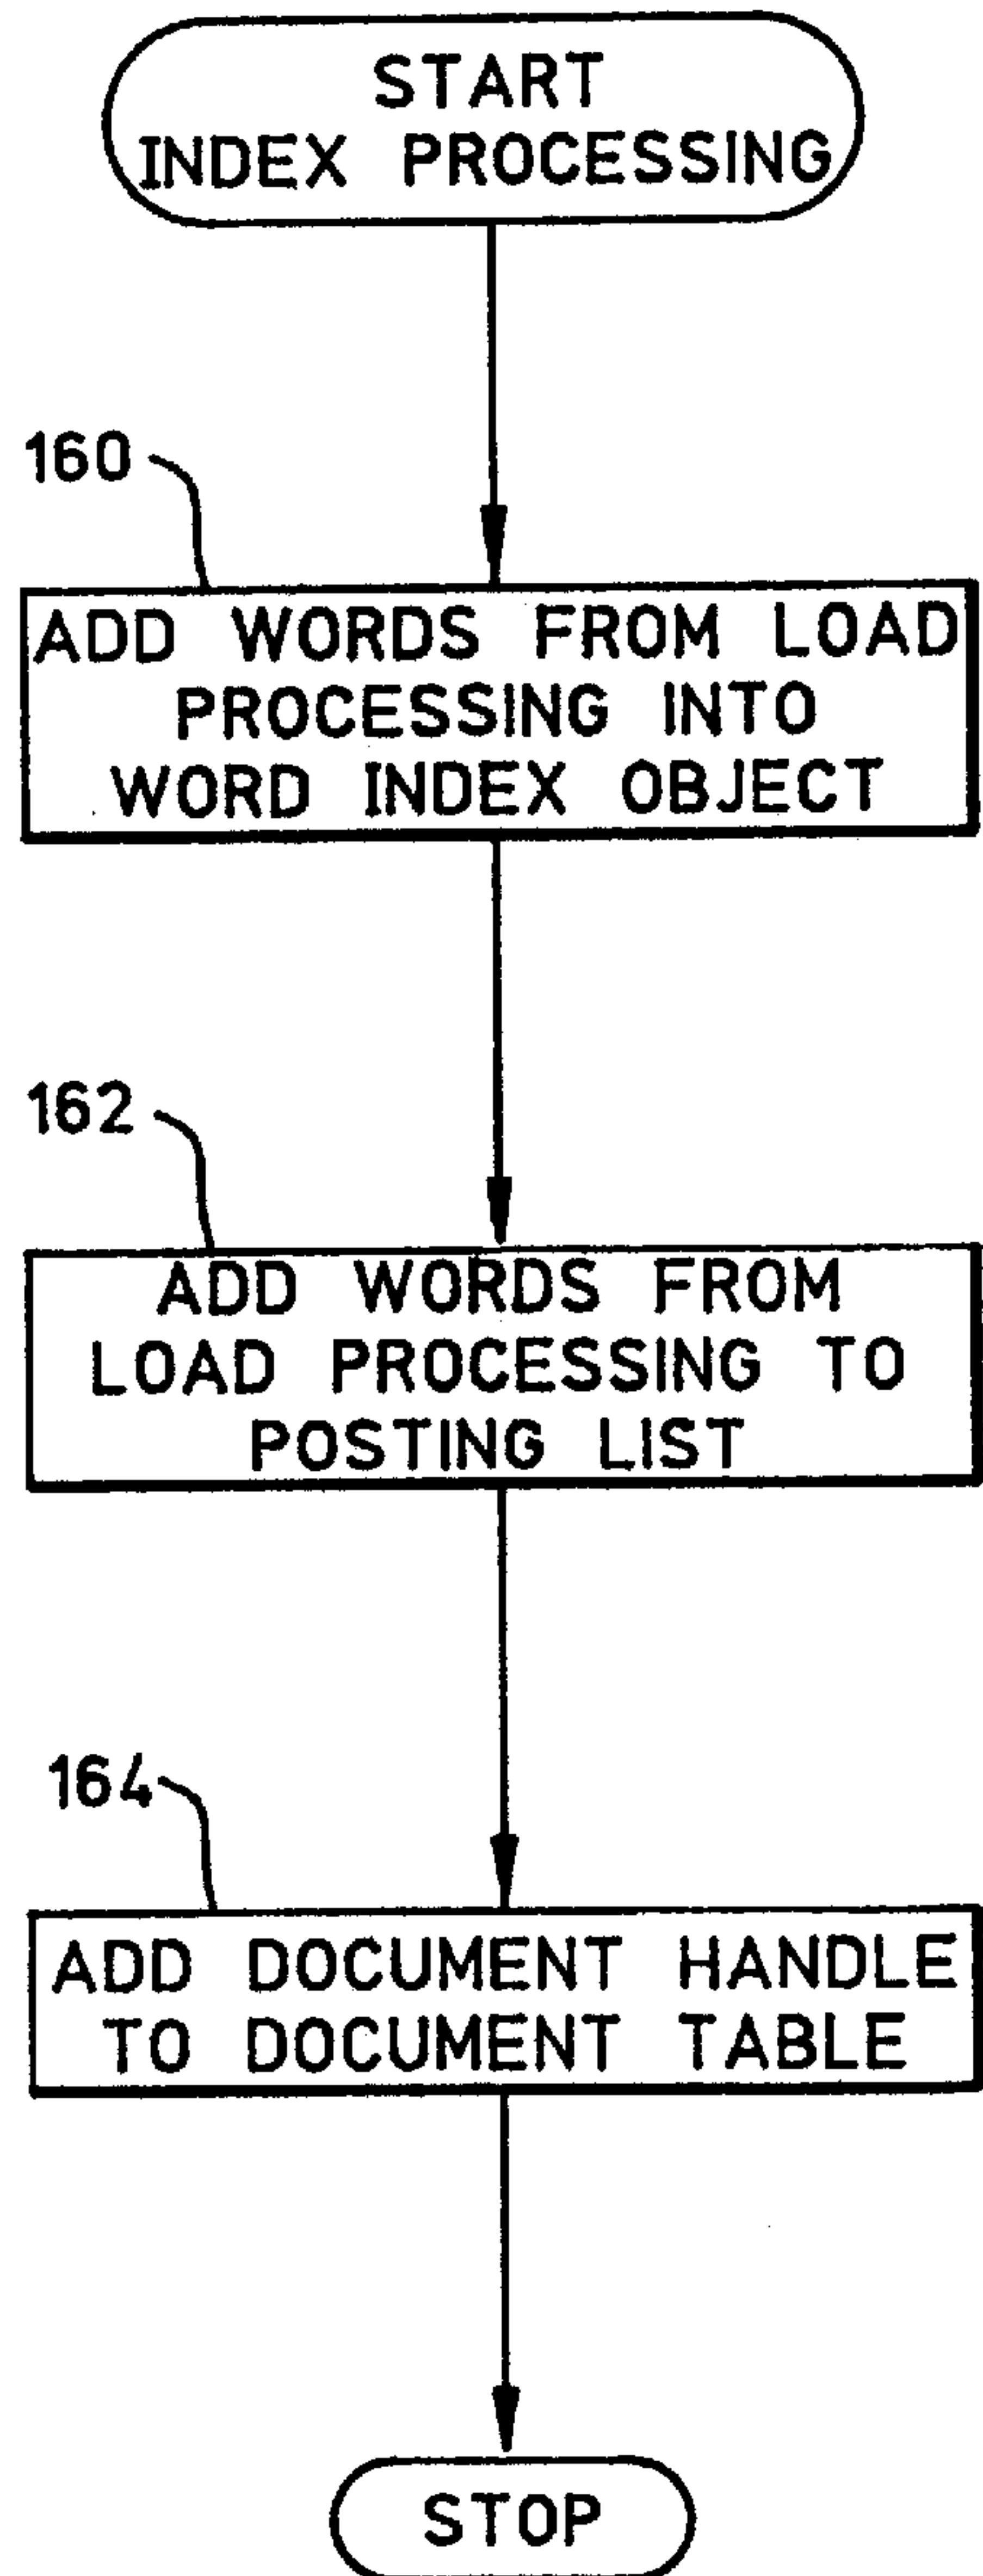 START
INDEX PROCESSING
160
ADD WORDS FROM LOAD
PROCESSING INTO
WORD INDEX OBJECT
162
ADD WORDS FROM
LOAD PROCESSING TO
POSTING LIST
164
ADD DOCUMENT HANDLE
TO DOCUMENT TABLE
STOP